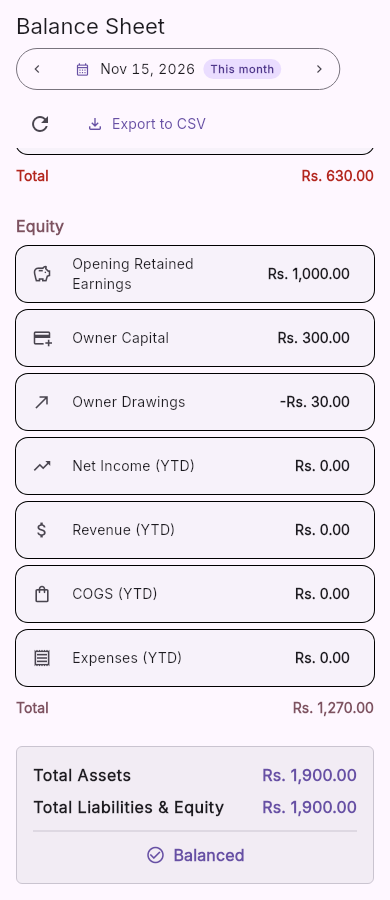 Balance Sheet
Nov 15, 2026 This month
Export to CSV
Total Rs. 630.00
Equity
Opening Retained
Earnings Rs. 1,000.00
Owner Capital Rs. 300.00
Owner Drawings -Rs. 30.00
Net Income (YTD) Rs. 0.00
Revenue (YTD) Rs. 0.00
COGS (YTD) Rs. 0.00
Expenses (YTD) Rs. 0.00
Total Rs. 1,270.00
Total Assets Rs. 1,900.00
Total Liabilities & Equity Rs. 1,900.00
Balanced